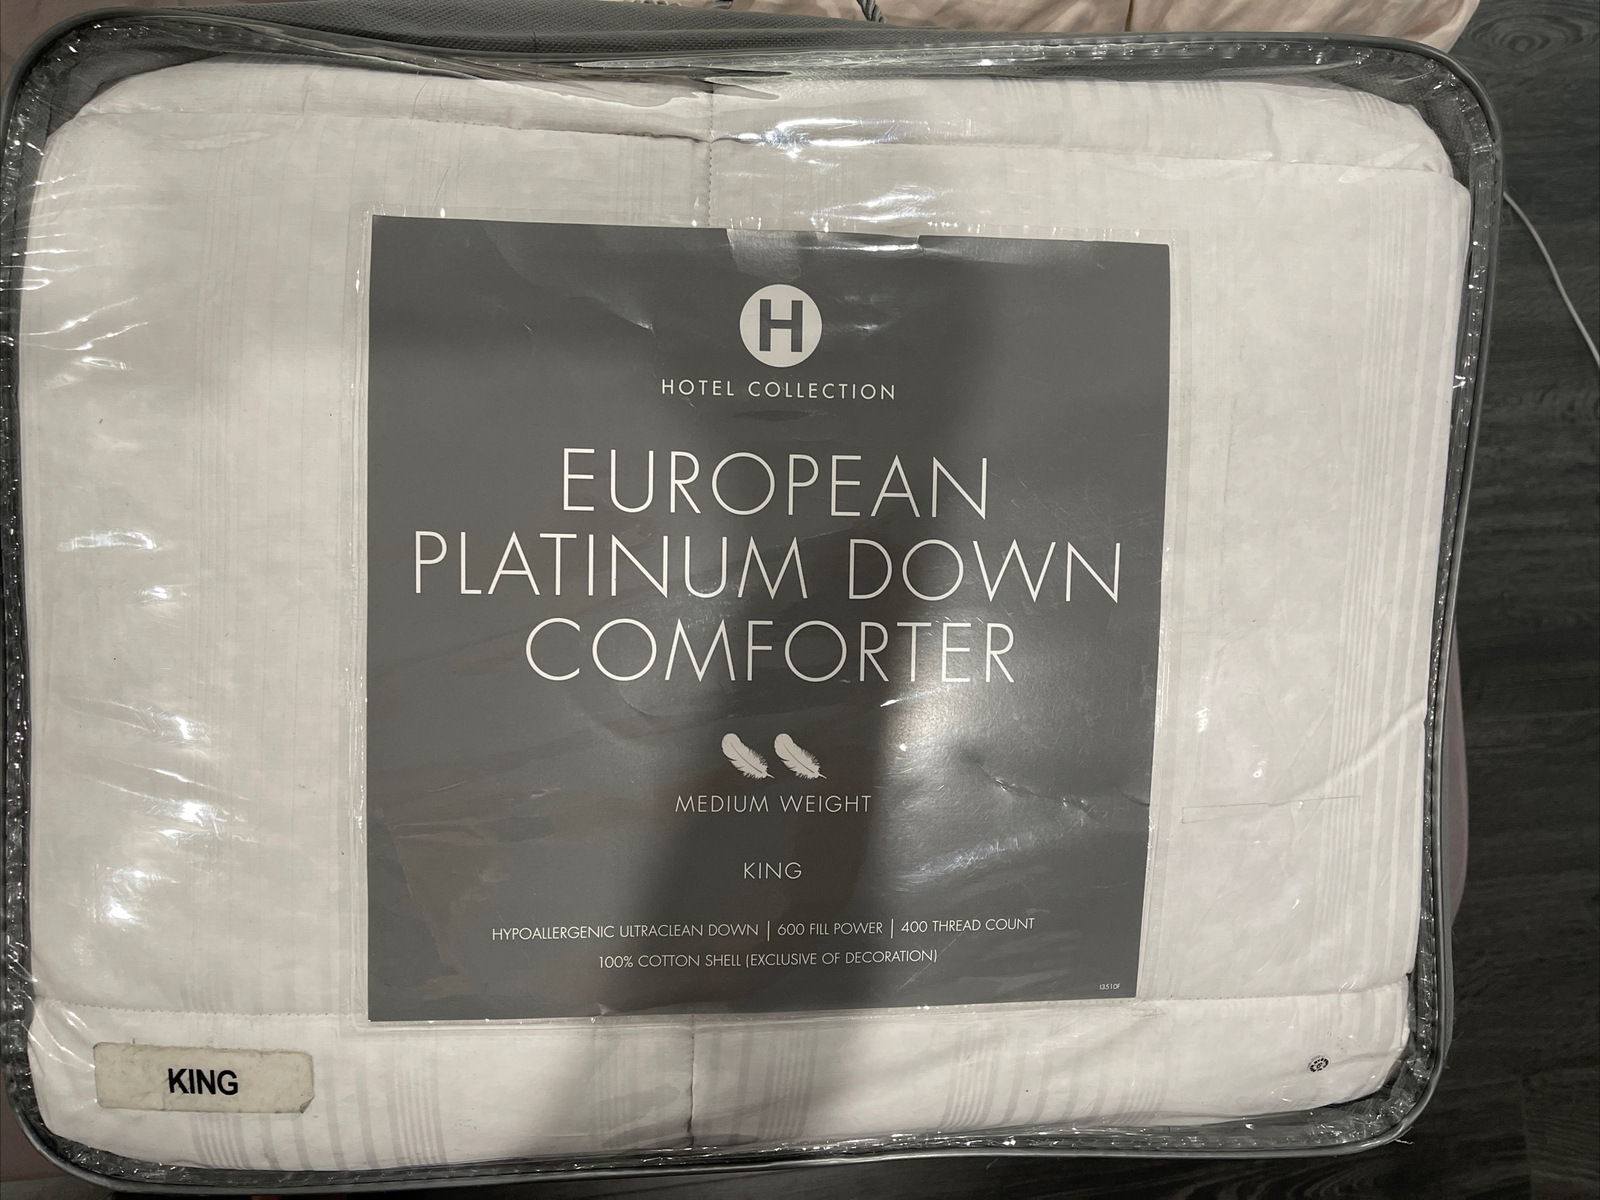 H
HOTEL COLLECTION
EUROPEAN
PLATINUM DOWN
COMFORTER
MEDIUM WEIGHT
KING
HYPOALLERGENIC ULTRACLEAN DOWN | 600 FILL POWER | 400 THREAD COUNT
100% COTTON SHELL (EXCLUSIVE OF DECORATION)
13510F
KING